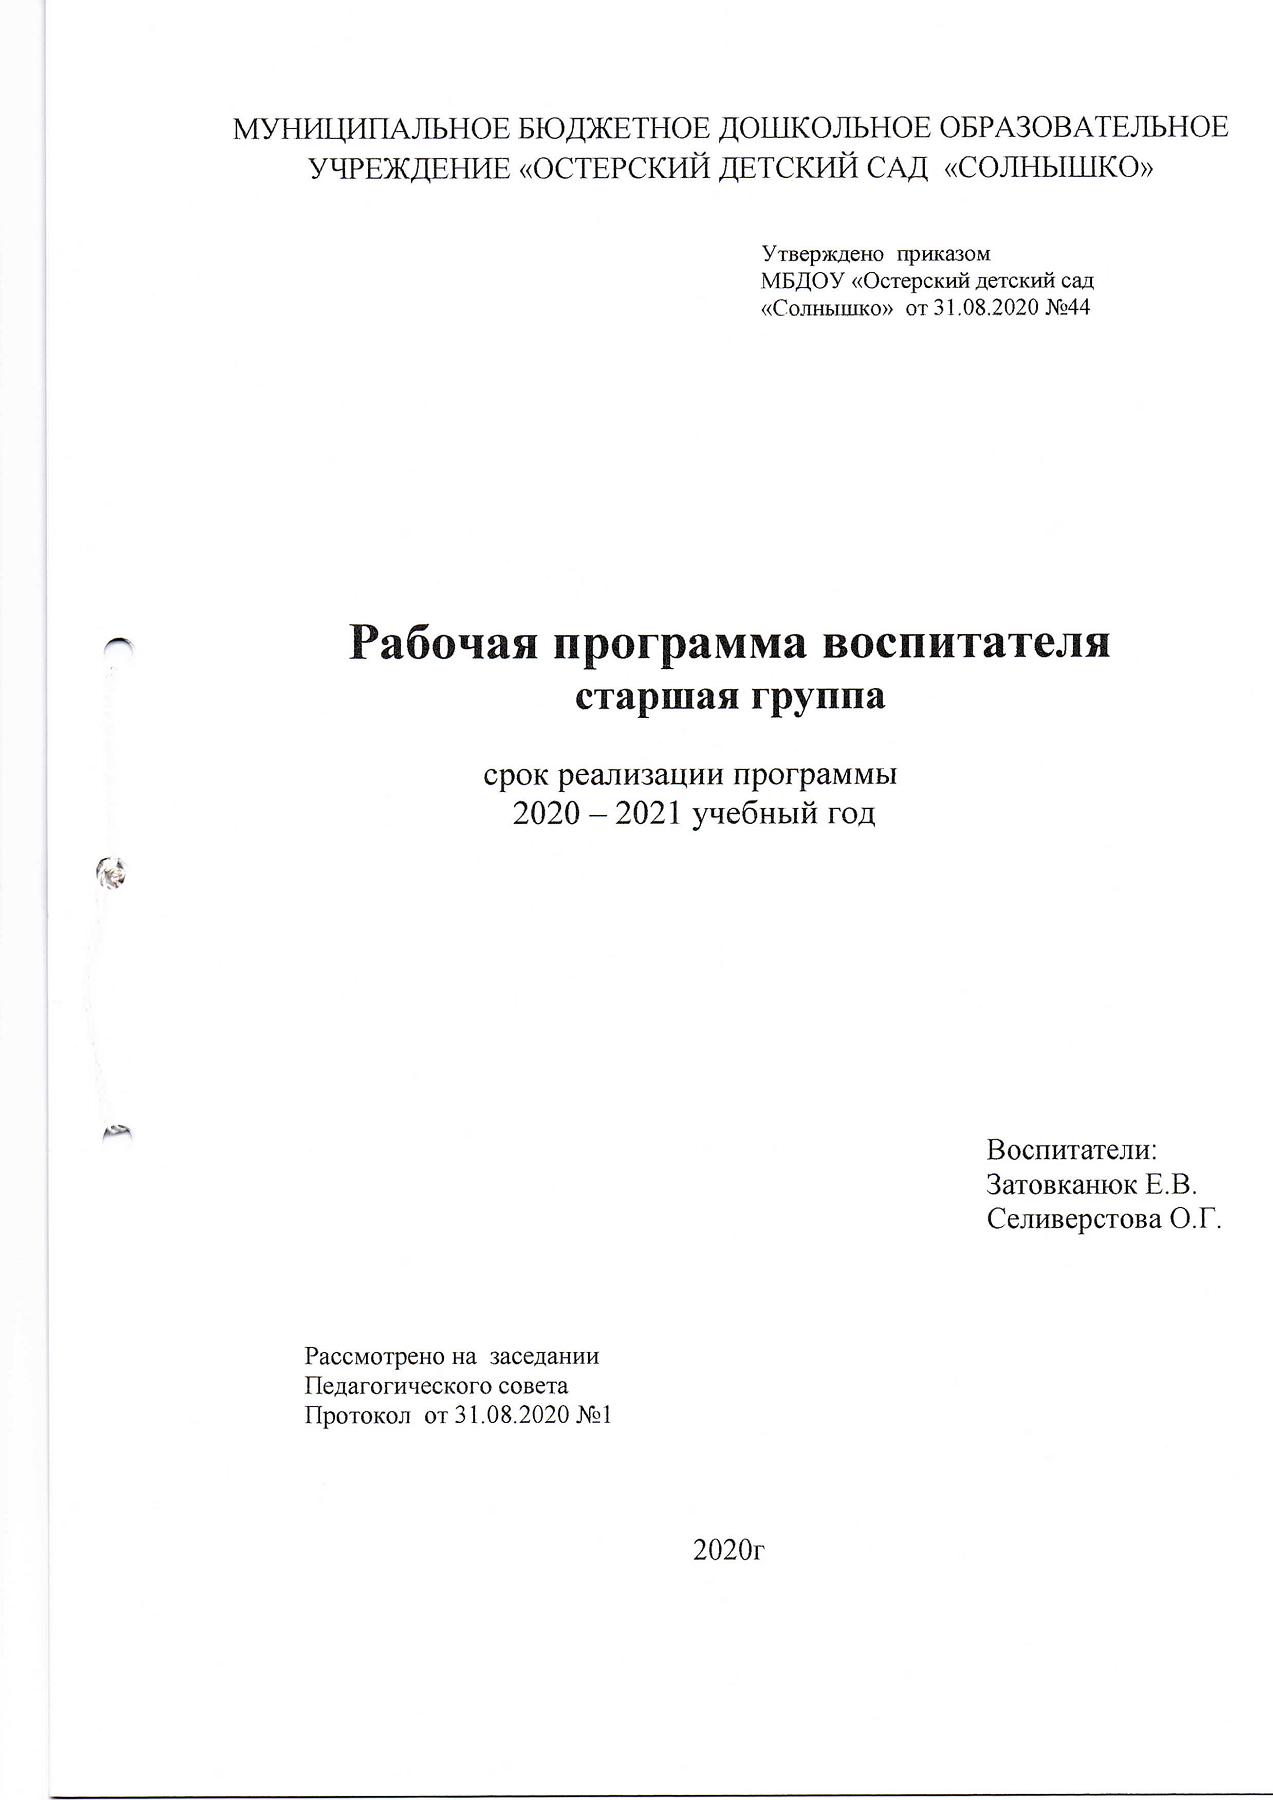 МУНИЦИПАЛЬНОЕ БЮДЖЕТНОЕ ДОШКОЛЬНОЕ ОБРАЗОВАТЕЛЬНОЕ
УЧРЕЖДЕНИЕ «ОСТЕРСКИЙ ДЕТСКИЙ САД «СОЛНЫШКО»
Утверждено приказом
МБДОУ «Остерский детский сад
«Солнышко» от 31.08.2020 №44
Рабочая программа воспитателя
старшая группа
срок реализации программы
2020 – 2021 учебный год
Воспитатели:
Затовканюк Е.В.
Селиверстова О.Г.
Рассмотрено на заседании
Педагогического совета
Протокол от 31.08.2020 №1
2020г